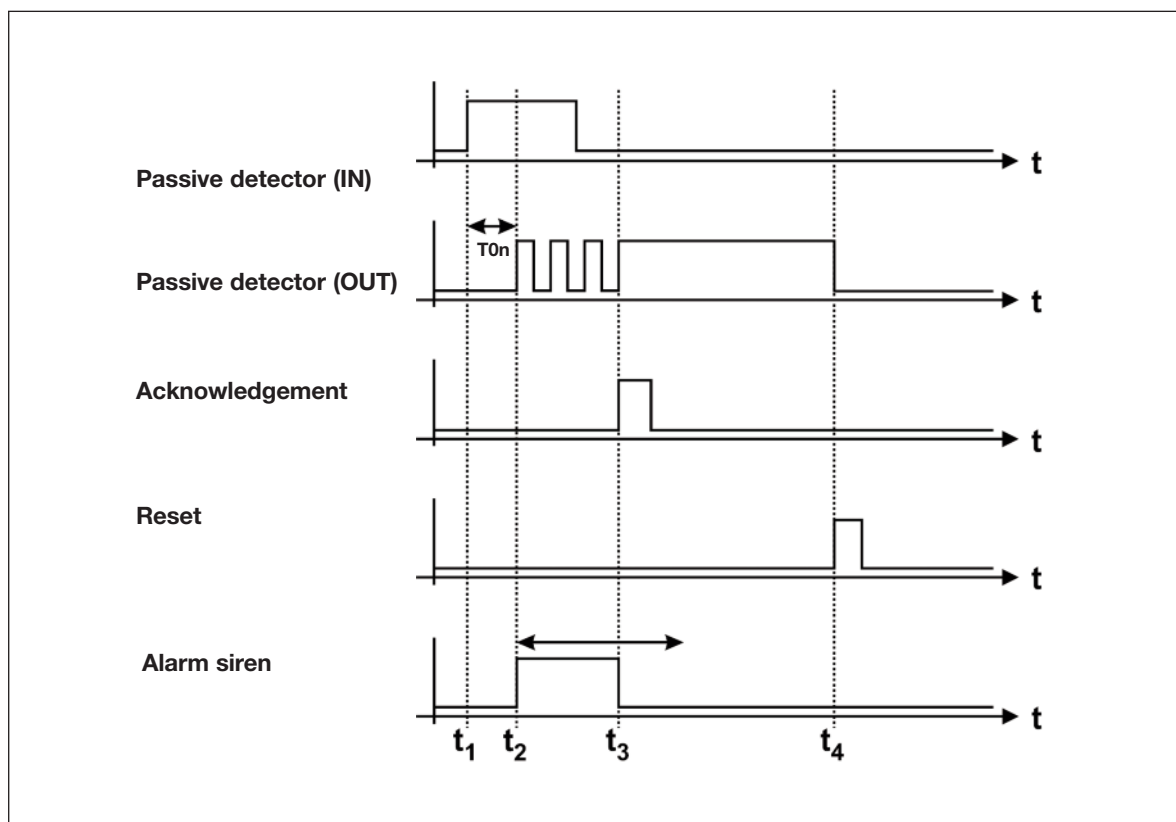 t
Passive detector (IN)
T0n
Passive detector (OUT)
t
Acknowledgement
t
Reset
t
Alarm siren
t
t₁ t₂ t₃ t₄